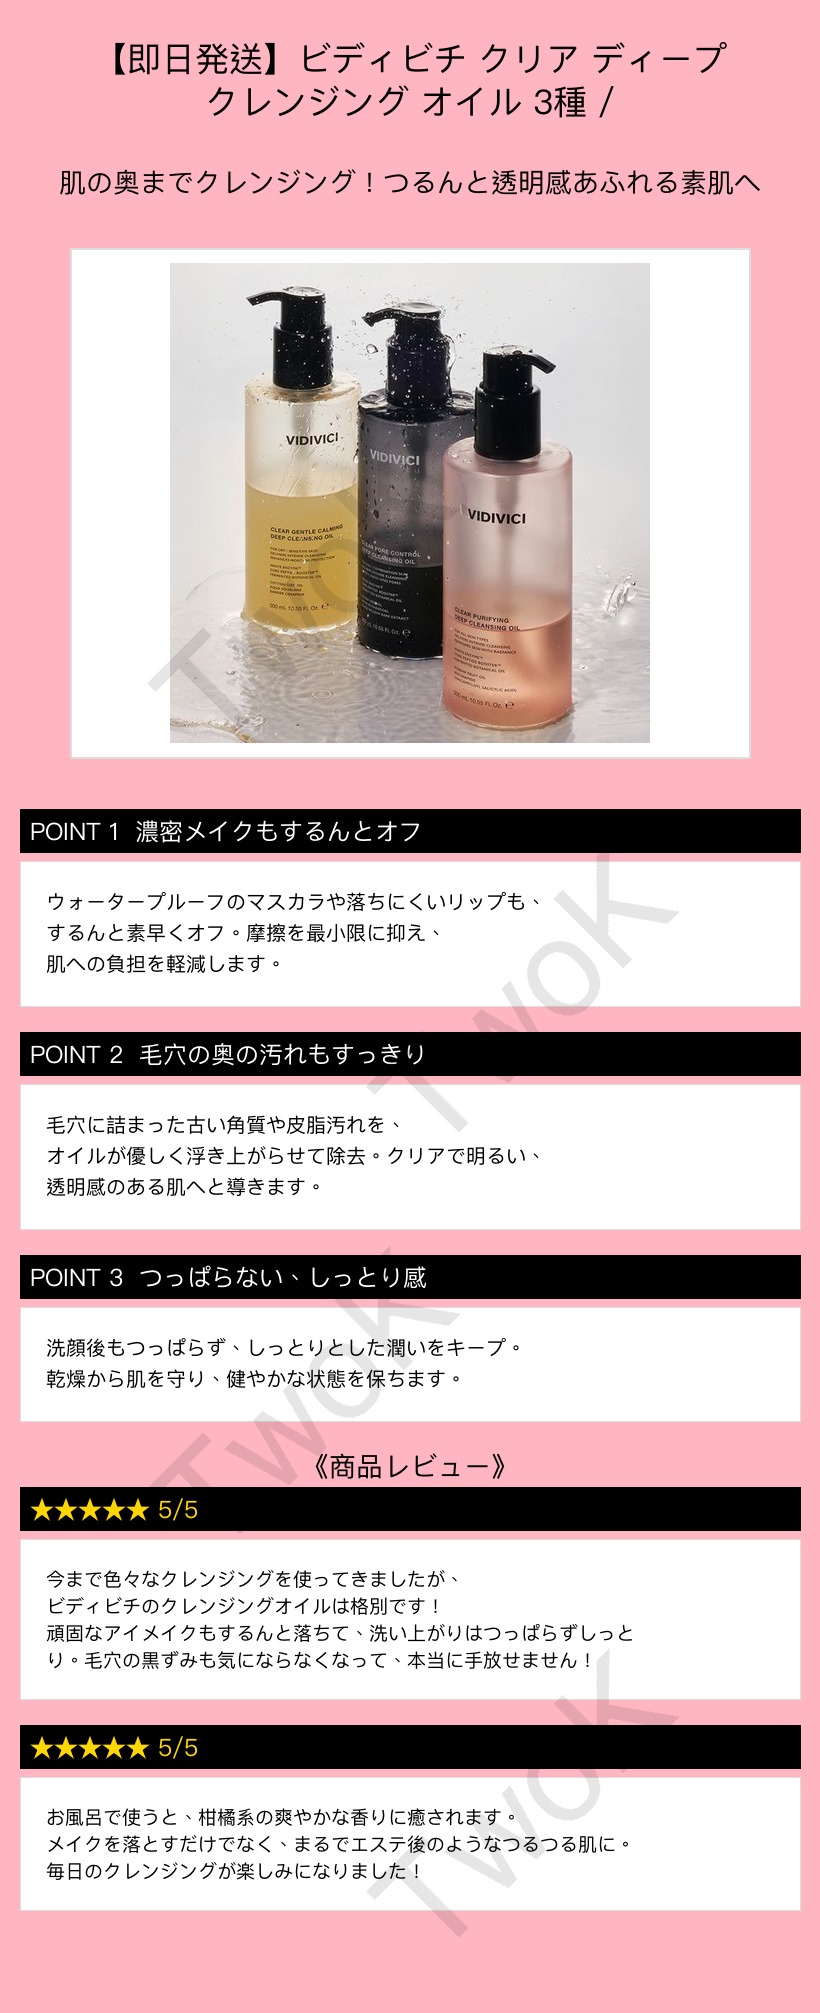 【即日発送】ビディビチ クリア ディープ
クレンジング オイル 3種 /
肌の奥までクレンジング！つるんと透明感あふれる素肌へ
VIDIVICI
CLEAR GENTLE CALMING
DEEP CLEANSING OIL
300 mL 10.55 Fl. Oz. ℮
VIDIVICI
CLEAR PORE CONTROL
DEEP CLEANSING OIL
300 mL 10.55 Fl. Oz. ℮
VIDIVICI
CLEAR PURIFYING
DEEP CLEANSING OIL
300 mL 10.55 Fl. Oz. ℮
TwoK
POINT 1 濃密メイクもするんとオフ
ウォータープルーフのマスカラや落ちにくいリップも、
するんと素早くオフ。摩擦を最小限に抑え、
肌への負担を軽減します。
TwoK
POINT 2 毛穴の奥の汚れもすっきり
毛穴に詰まった古い角質や皮脂汚れを、
オイルが優しく浮き上がらせて除去。クリアで明るい、
透明感のある肌へと導きます。
POINT 3 つっぱらない、しっとり感
洗顔後もつっぱらず、しっとりとした潤いをキープ。
乾燥から肌を守り、健やかな状態を保ちます。
TwoK
《商品レビュー》
★★★★★ 5/5
今まで色々なクレンジングを使ってきましたが、
ビディビチのクレンジングオイルは格別です！
頑固なアイメイクもするんと落ちて、洗い上がりはつっぱらずしっと
り。毛穴の黒ずみも気にならなくなって、本当に手放せません！
★★★★★ 5/5
お風呂で使うと、柑橘系の爽やかな香りに癒されます。
メイクを落とすだけでなく、まるでエステ後のようなつるつる肌に。
毎日のクレンジングが楽しみになりました！
TwoK